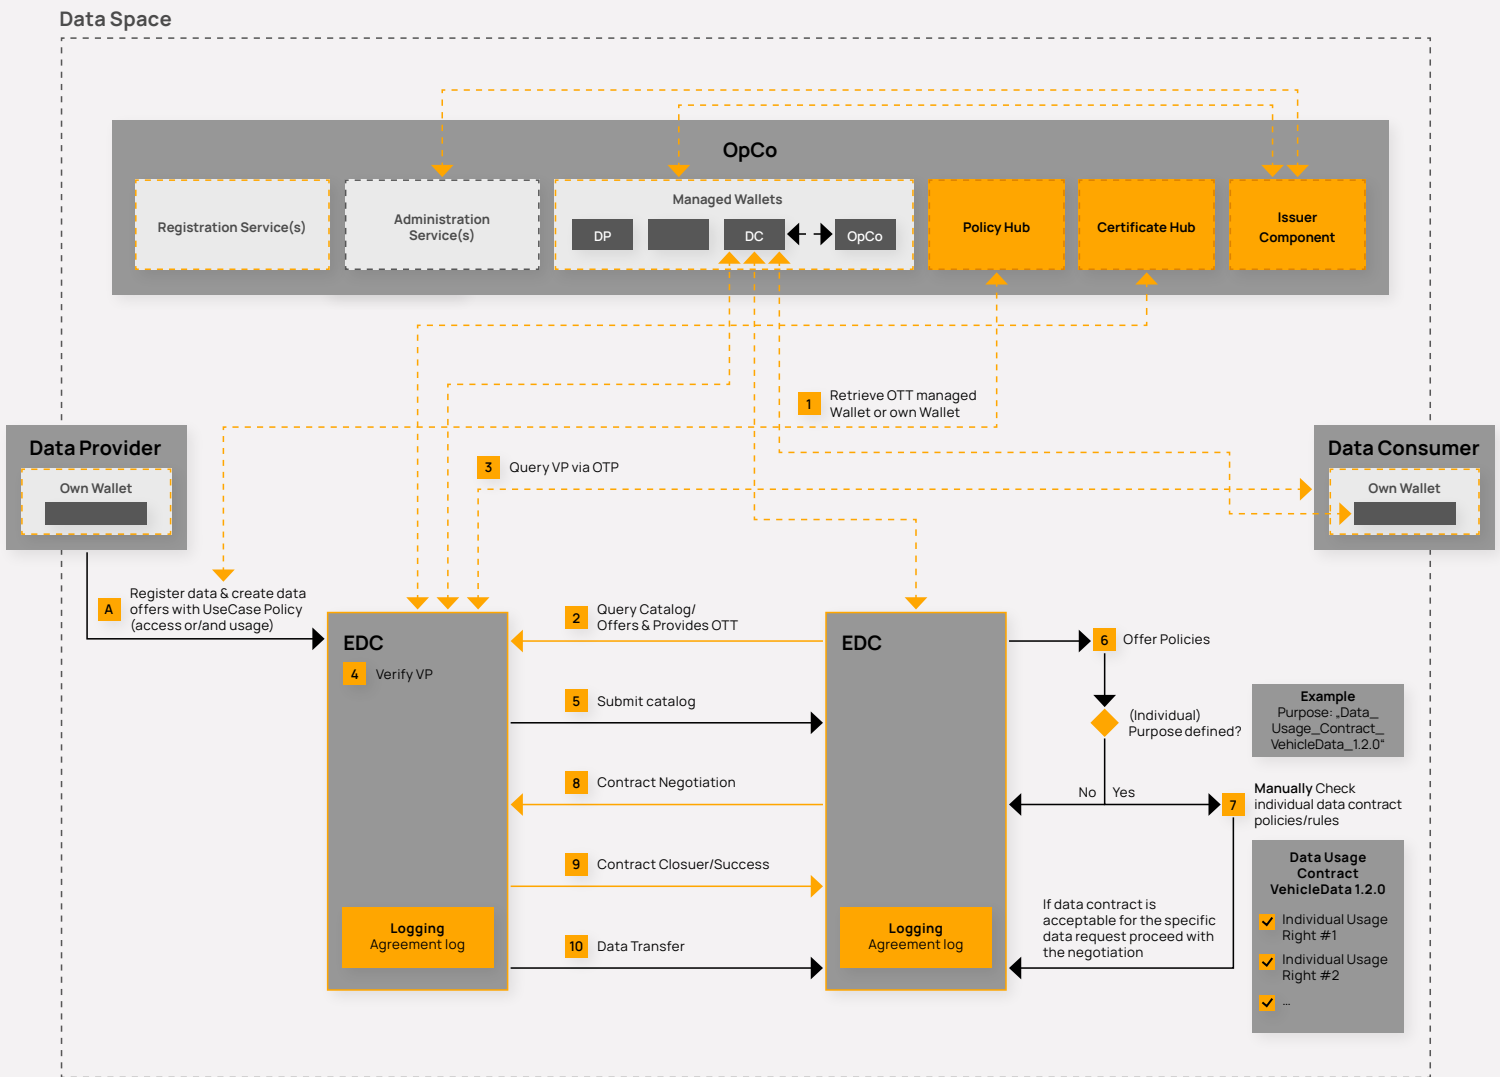 Data Space
OpCo
Registration Service(s)
Administration
Service(s)
Managed Wallets
DP
DC
OpCo
Policy Hub
Certificate Hub
Issuer
Component
1
Retrieve OTT managed
Wallet or own Wallet
Data Provider
Own Wallet
Data Consumer
Own Wallet
3
Query VP via OTP
A
Register data & create data
offers with UseCase Policy
(access or/and usage)
EDC
4
Verify VP
2
Query Catalog/
Offers & Provides OTT
5
Submit catalog
8
Contract Negotiation
9
Contract Closuer/Success
10
Data Transfer
Logging
Agreement log
EDC
Logging
Agreement log
6
Offer Policies
(Individual)
Purpose defined?
No
Yes
Example
Purpose: „Data_
Usage_Contract_
VehicleData_1.2.0“
7
Manually Check
individual data contract
policies/rules
If data contract is
acceptable for the specific
data request proceed with
the negotiation
Data Usage
Contract
VehicleData 1.2.0
Individual Usage
Right #1
Individual Usage
Right #2
...